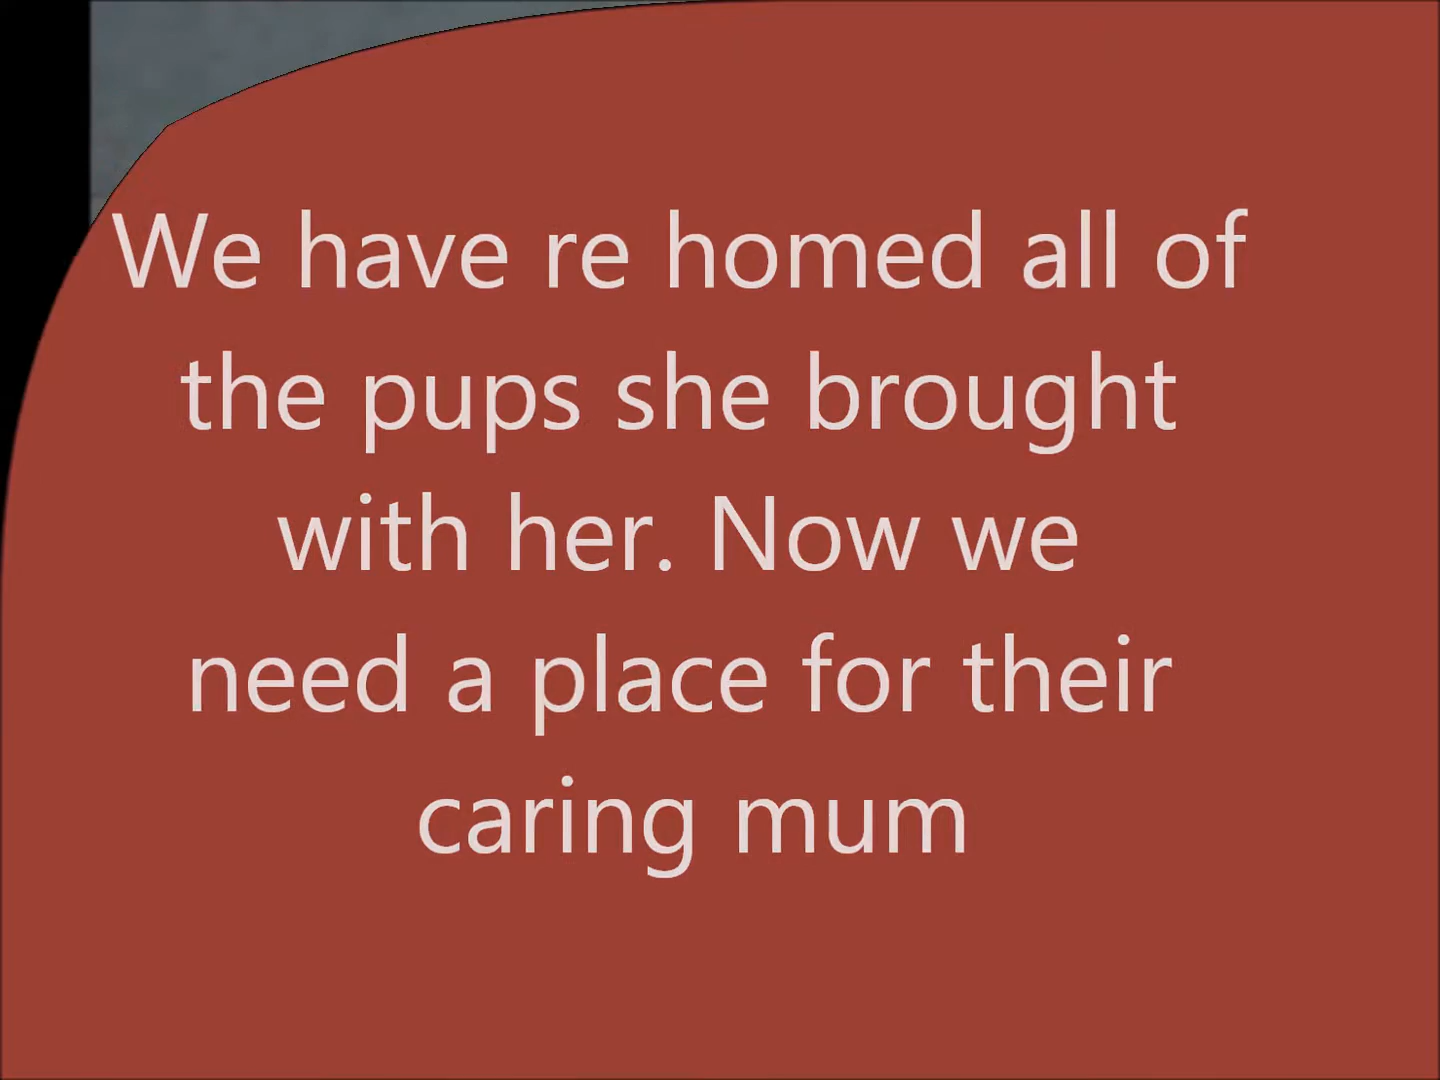 We have re homed all of
the pups she brought
with her. Now we
need a place for their
caring mum